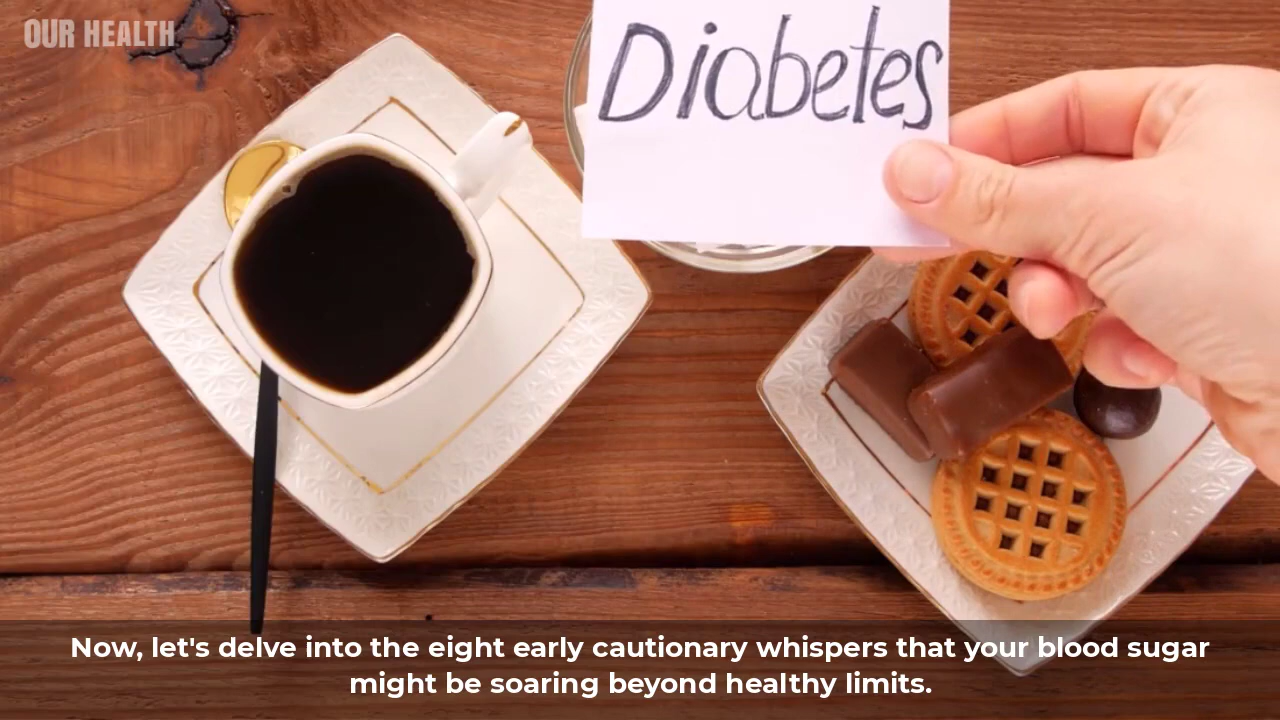 OUR HEALTH
Diabetes
Now, let's delve into the eight early cautionary whispers that your blood sugar
might be soaring beyond healthy limits.